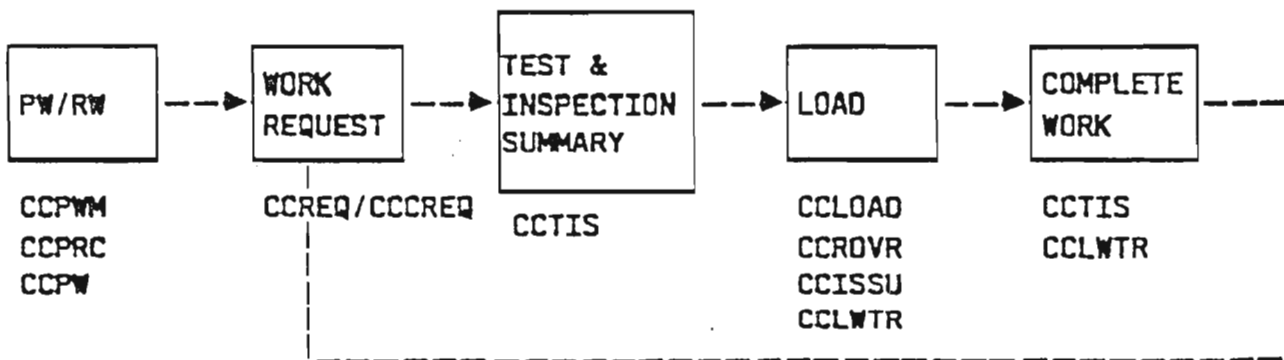 PW/RW
WORK
REQUEST
TEST &
INSPECTION
SUMMARY
LOAD
COMPLETE
WORK
CCPWM
CCPRC
CCPW
CCREQ/CCCREQ
CCTIS
CCLOAD
CCROVR
CCISSU
CCLWTR
CCTIS
CCLWTR